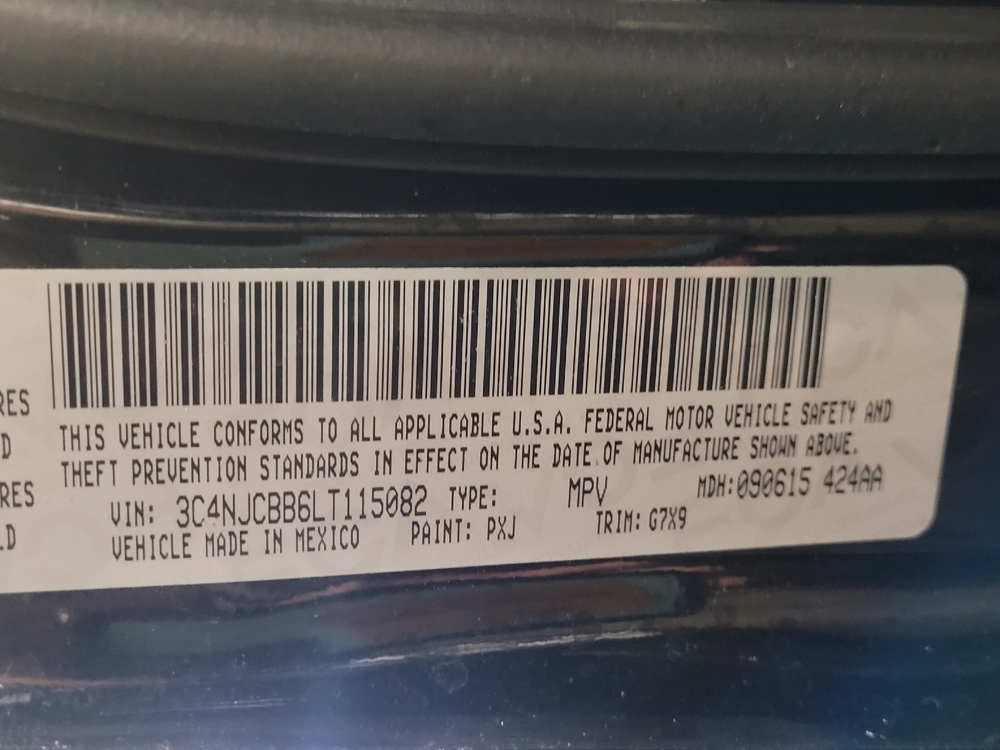 RES
D
RES
LD
THIS VEHICLE CONFORMS TO ALL APPLICABLE U.S.A. FEDERAL MOTOR VEHICLE SAFETY AND
THEFT PREVENTION STANDARDS IN EFFECT ON THE DATE OF MANUFACTURE SHOWN ABOVE.
VIN: 3C4NJCBB6LT115082 TYPE: MPV MDH:090615 424AA
VEHICLE MADE IN MEXICO PAINT: PXJ TRIM: G7X9